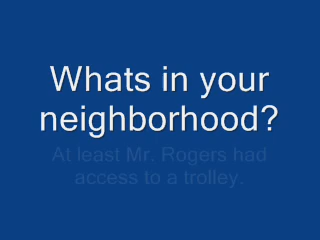 Whats in your
neighborhood?
At least Mr. Rogers had
access to a trolley.